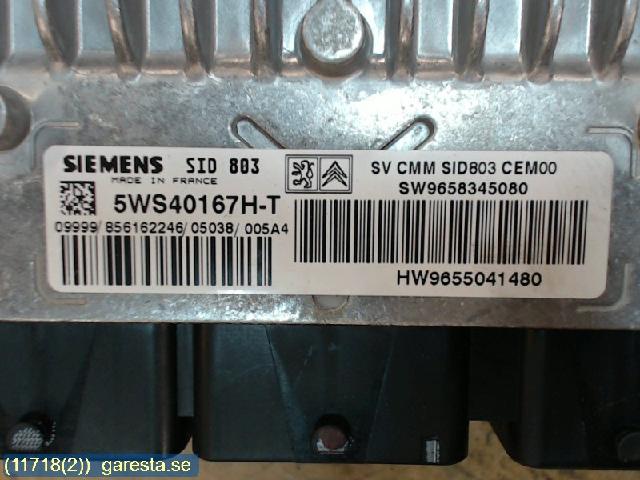 SIEMENS SID 803
MADE IN FRANCE
5WS40167H-T
09999/856162246/05038/005A4
SV CMM SID803 CEM00
SW9658345080
HW9655041480
(11718(2)) garesta.se